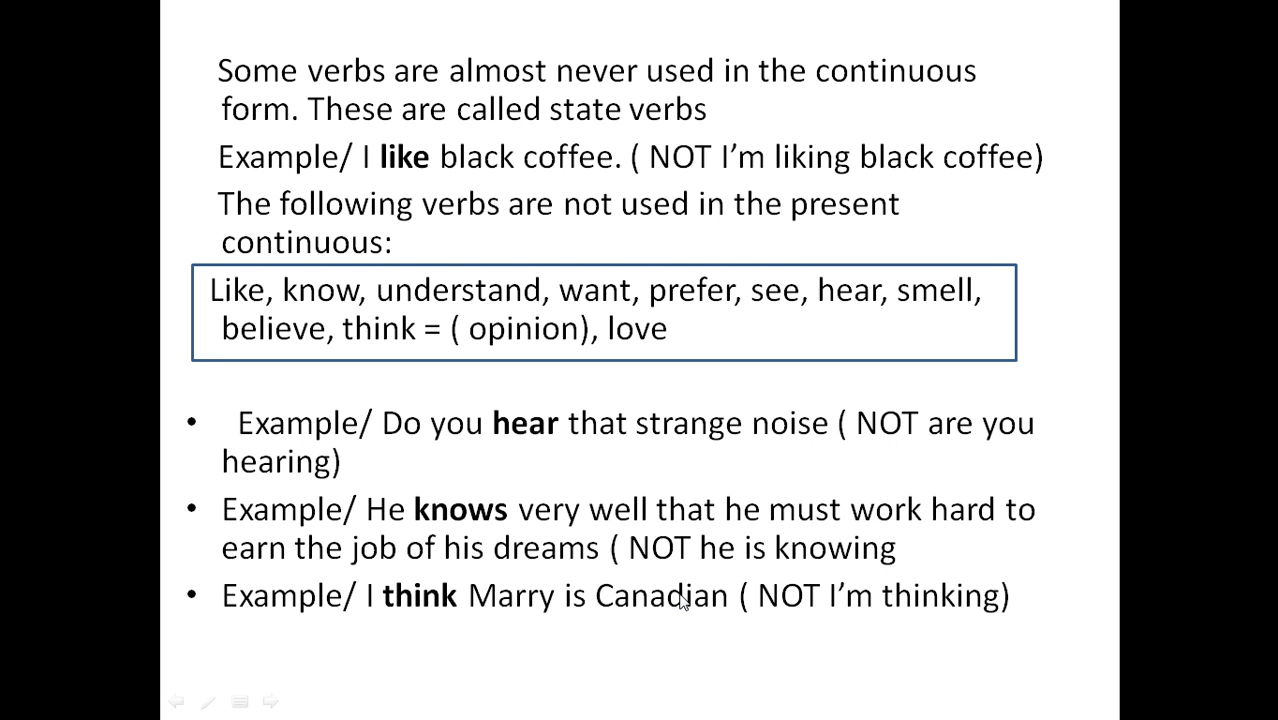 Some verbs are almost never used in the continuous
form. These are called state verbs
Example/ I like black coffee. ( NOT I’m liking black coffee)
The following verbs are not used in the present
continuous:
Like, know, understand, want, prefer, see, hear, smell,
believe, think = ( opinion), love
• Example/ Do you hear that strange noise ( NOT are you
hearing)
• Example/ He knows very well that he must work hard to
earn the job of his dreams ( NOT he is knowing
• Example/ I think Marry is Canadian ( NOT I’m thinking)